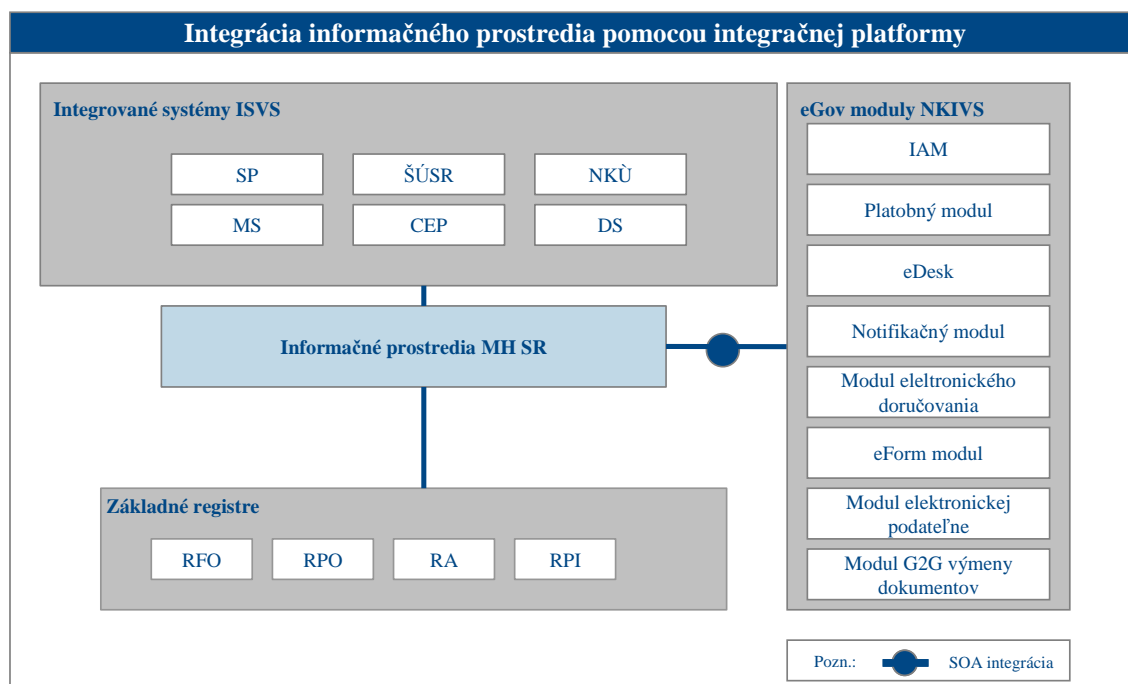 Integrácia informačného prostredia pomocou integračnej platformy
Integrované systémy ISVS
SP
ŠÚSR
NKÙ
MS
CEP
DS
Informačné prostredia MH SR
Základné registre
RFO
RPO
RA
RPI
eGov moduly NKIVS
IAM
Platobný modul
eDesk
Notifikačný modul
Modul eleltronického
doručovania
eForm modul
Modul elektronickej
podateľne
Modul G2G výmeny
dokumentov
Pozn.:
SOA integrácia